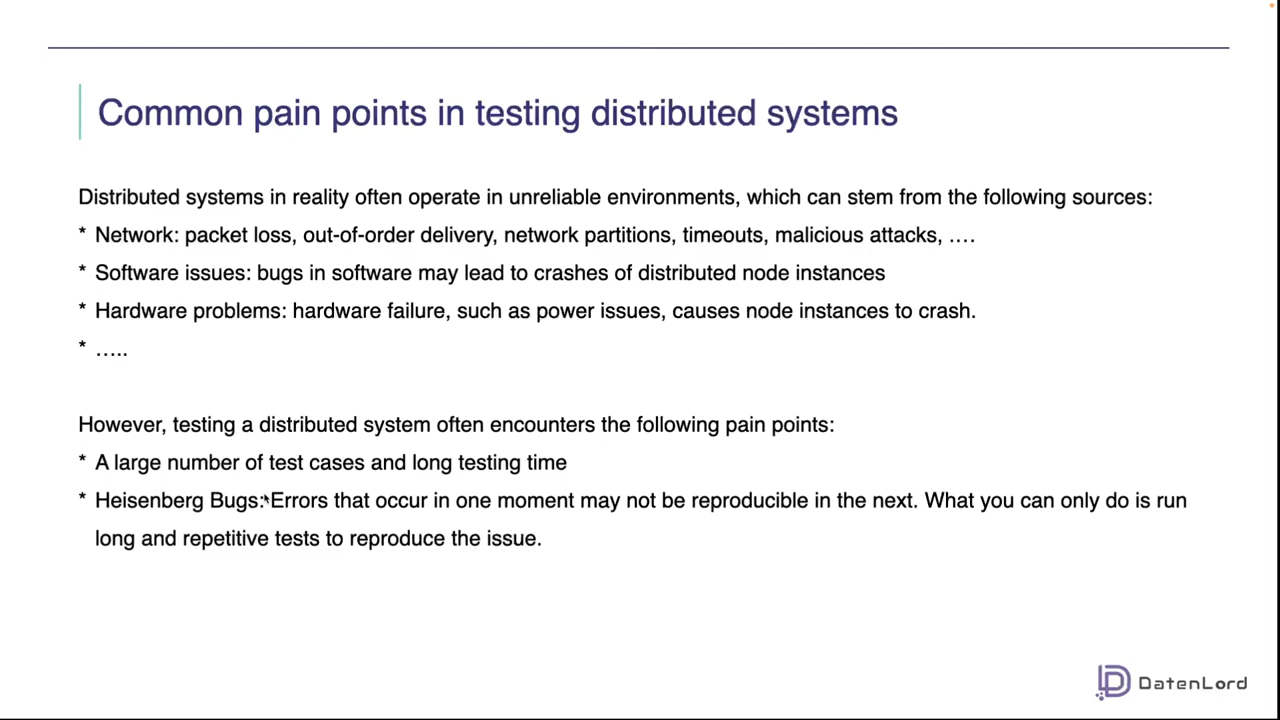 Common pain points in testing distributed systems
Distributed systems in reality often operate in unreliable environments, which can stem from the following sources:
* Network: packet loss, out-of-order delivery, network partitions, timeouts, malicious attacks, ....
* Software issues: bugs in software may lead to crashes of distributed node instances
* Hardware problems: hardware failure, such as power issues, causes node instances to crash.
* .....
However, testing a distributed system often encounters the following pain points:
* A large number of test cases and long testing time
* Heisenberg Bugs: Errors that occur in one moment may not be reproducible in the next. What you can only do is run
long and repetitive tests to reproduce the issue.
DatenLord